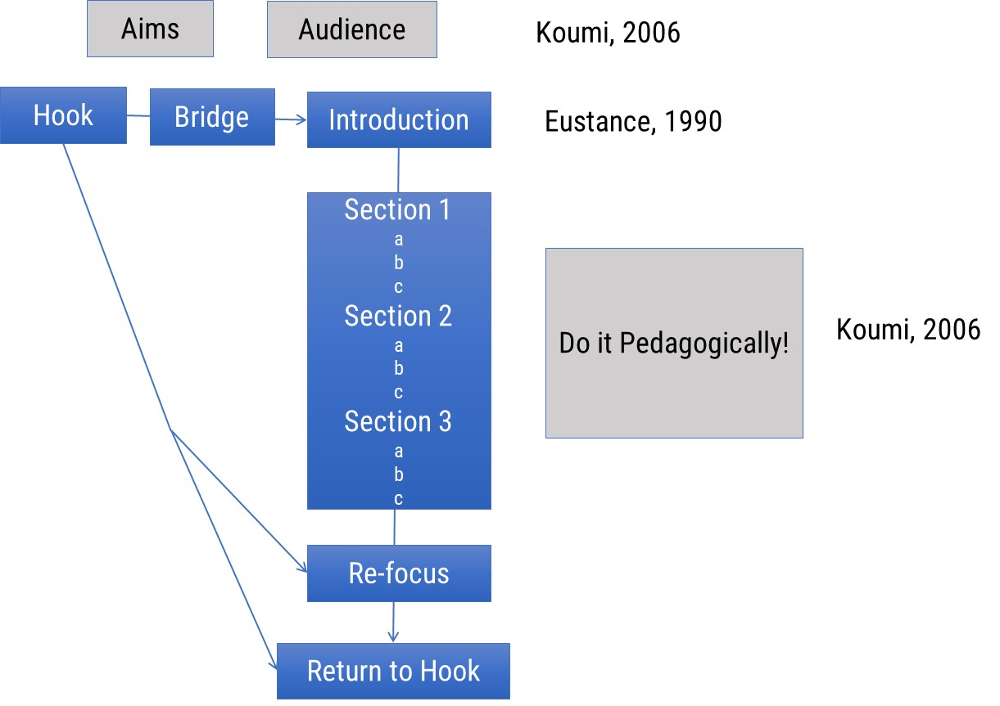 Aims
Audience
Koumi, 2006
Hook
Bridge
Introduction
Eustance, 1990
Section 1
a
b
c
Section 2
a
b
c
Section 3
a
b
c
Do it Pedagogically!
Koumi, 2006
Re-focus
Return to Hook